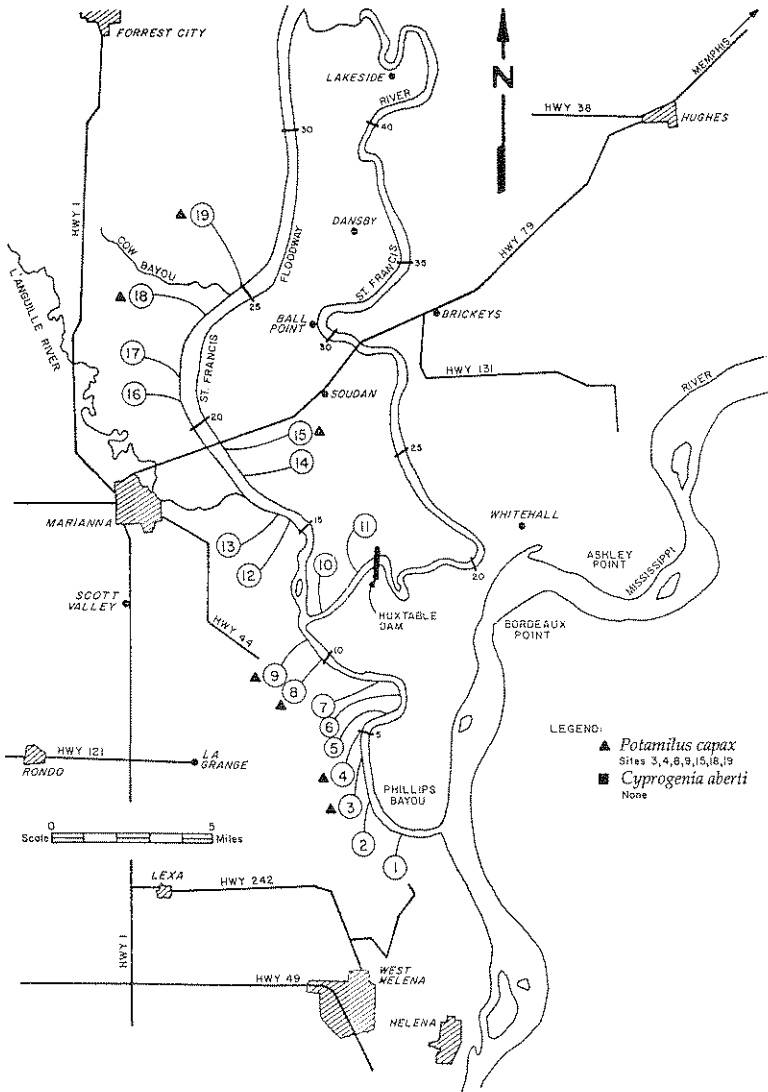 FORREST CITY
LAKESIDE
N
MEMPHIS
HWY 38
HUGHES
RIVER
40
30
HWY 1
19
DANSBY
FLOODWAY
HWY 79
COW BAYOU
35
ST. FRANCIS
L'ANGUILLE RIVER
18
25
BALL
POINT
30
BRICKEYS
17
ST. FRANCIS
HWY 131
RIVER
16
SOUDAN
20
15
25
14
WHITEHALL
MARIANNA
15
11
13
12
10
20
ASHLEY
POINT
MISSISSIPPI
SCOTT
VALLEY
HUXTABLE
DAM
BORDEAUX
POINT
HWY 44
10
9
8
7
6
5
5
LEGEND:
Potamilus capax
Sites 3,4,8,9,15,18,19
Cyprogenia aberti
None
HWY 121
LA
GRANGE
RONDO
4
PHILLIPS
BAYOU
3
0
5
Scale
Miles
2
1
LEXA
HWY 242
HWY 1
WEST
HELENA
HWY 49
HELENA